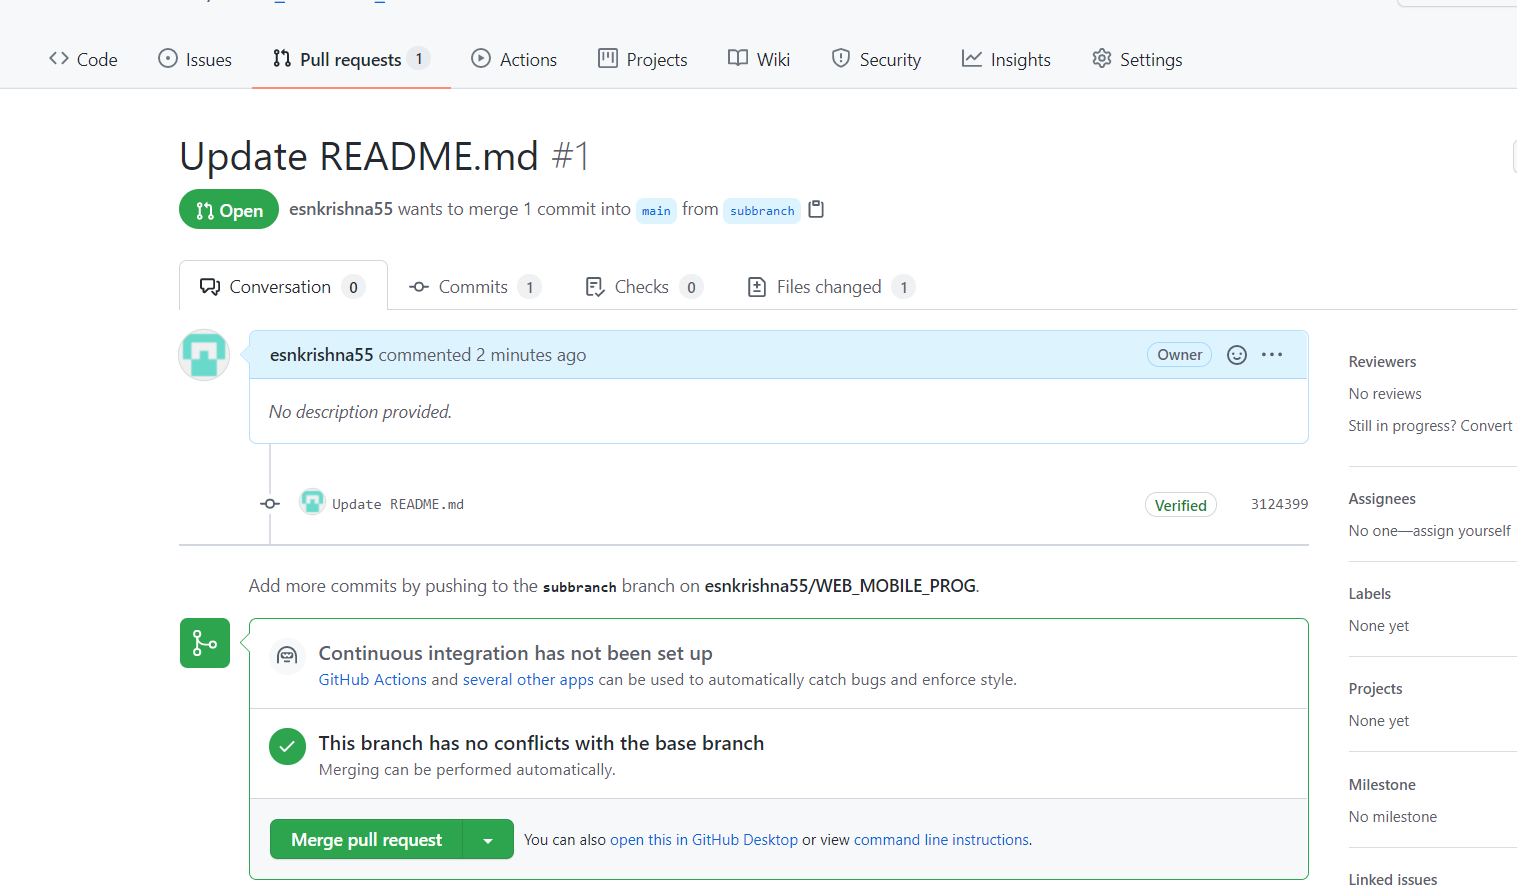 Code Issues Pull requests 1 Actions Projects Wiki Security Insights Settings
Update README.md #1
Open esnkrishna55 wants to merge 1 commit into main from subbranch
Conversation 0 Commits 1 Checks 0 Files changed 1
esnkrishna55 commented 2 minutes ago Owner
No description provided.
Update README.md Verified 3124399
Add more commits by pushing to the subbranch branch on esnkrishna55/WEB_MOBILE_PROG.
Continuous integration has not been set up
GitHub Actions and several other apps can be used to automatically catch bugs and enforce style.
This branch has no conflicts with the base branch
Merging can be performed automatically.
Merge pull request You can also open this in GitHub Desktop or view command line instructions.
Reviewers
No reviews
Still in progress? Convert
Assignees
No one—assign yourself
Labels
None yet
Projects
None yet
Milestone
No milestone
Linked issues